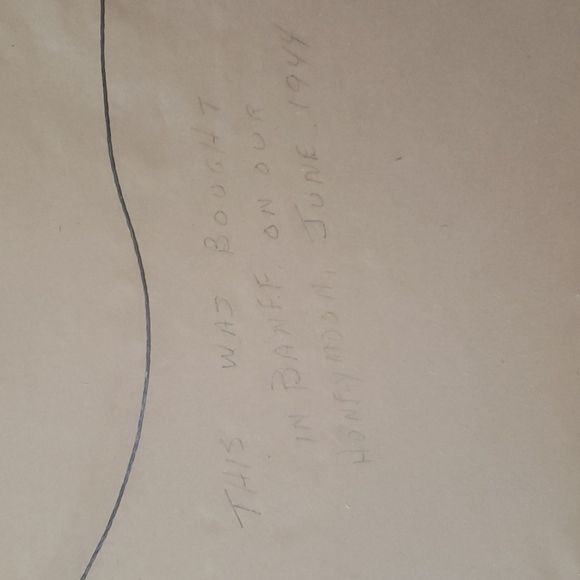 THIS WAS BOUGHT
IN BANFF ON OUR
HONEYMOON, JUNE 1944